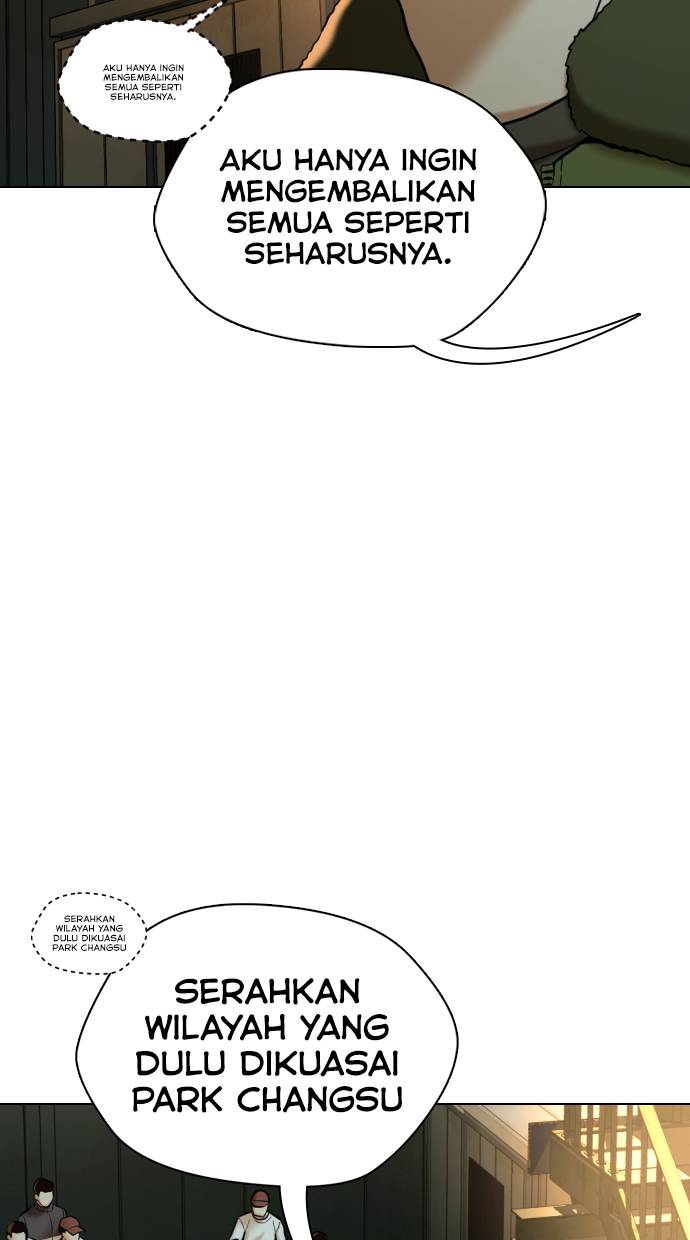 AKU HANYA INGIN
MENGEMBALIKAN
SEMUA SEPERTI
SEHARUSNYA.
AKU HANYA INGIN
MENGEMBALIKAN
SEMUA SEPERTI
SEHARUSNYA.
SERAHKAN
WILAYAH YANG
DULU DIKUASAI
PARK CHANGSU
SERAHKAN
WILAYAH YANG
DULU DIKUASAI
PARK CHANGSU